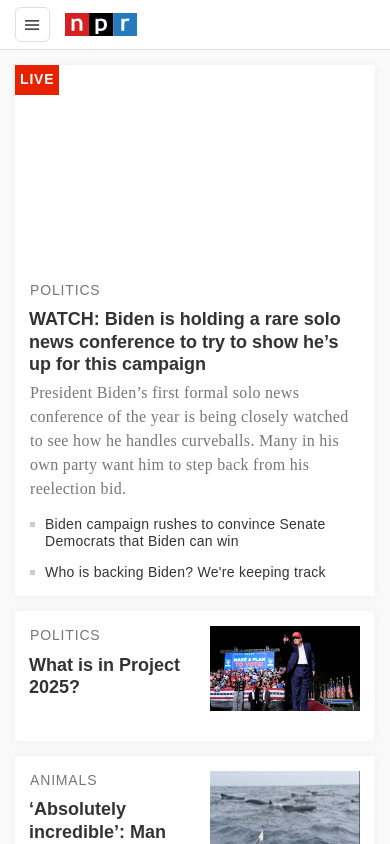 npr
LIVE
POLITICS
WATCH: Biden is holding a rare solo
news conference to try to show he’s
up for this campaign
President Biden’s first formal solo news
conference of the year is being closely watched
to see how he handles curveballs. Many in his
own party want him to step back from his
reelection bid.
Biden campaign rushes to convince Senate
Democrats that Biden can win
Who is backing Biden? We're keeping track
POLITICS
What is in Project
2025?
MAKE A PLAN
TO VOTE!
ANIMALS
‘Absolutely
incredible’: Man